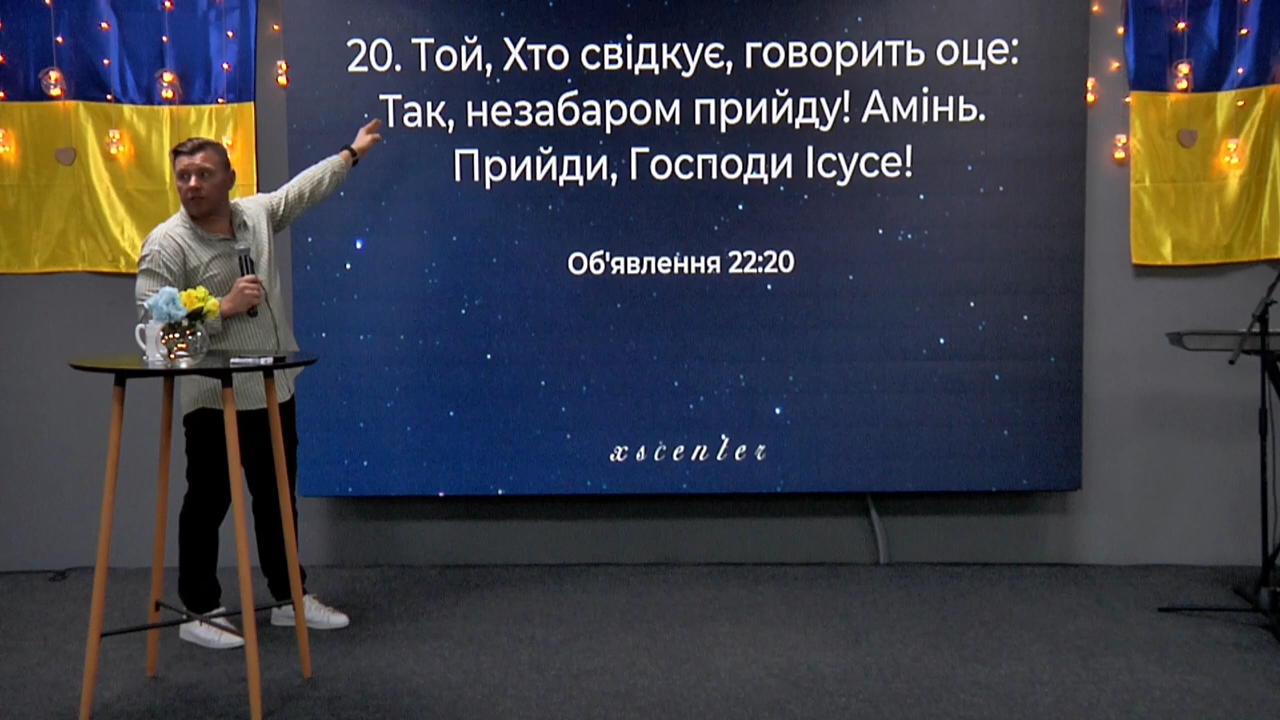 20. Той, Хто свідкує, говорить оце:
Так, незабаром прийду! Амінь.
Прийди, Господи Ісусе!
Об'явлення 22:20
xscenter